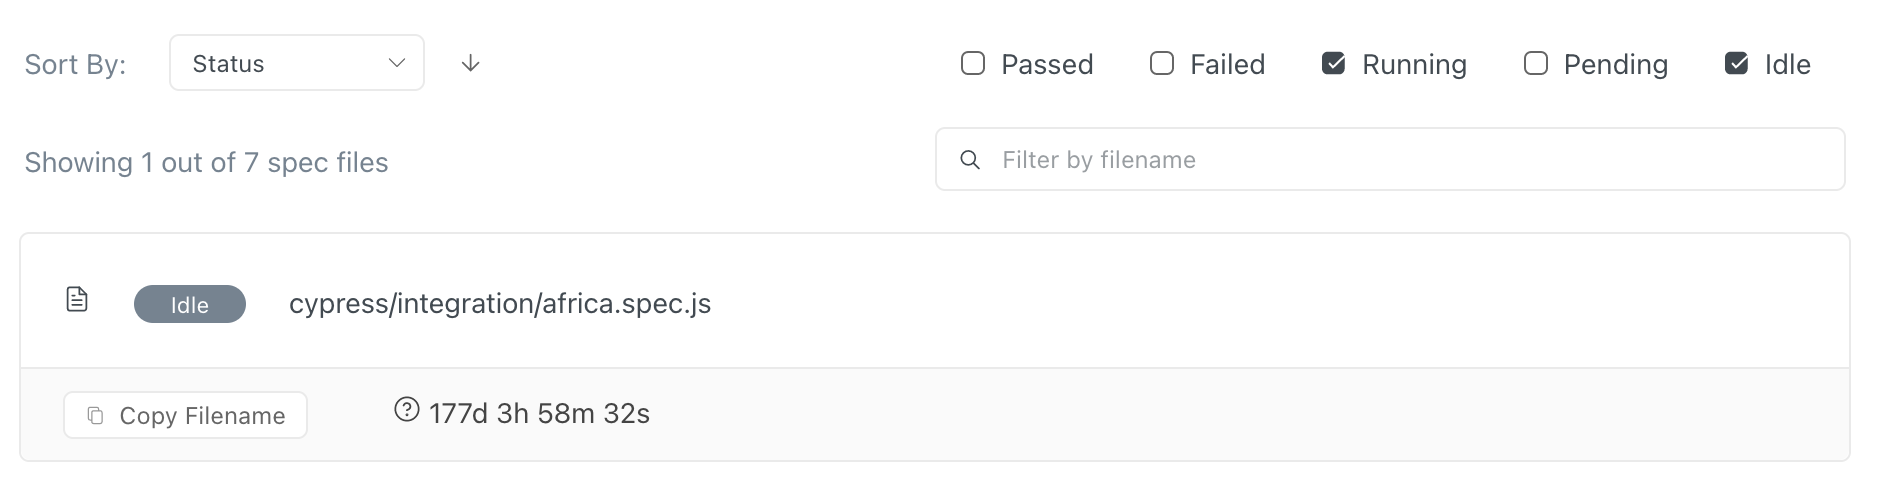 Sort By: Status Passed Failed Running Pending Idle
Showing 1 out of 7 spec files Filter by filename
Idle cypress/integration/africa.spec.js
Copy Filename 177d 3h 58m 32s